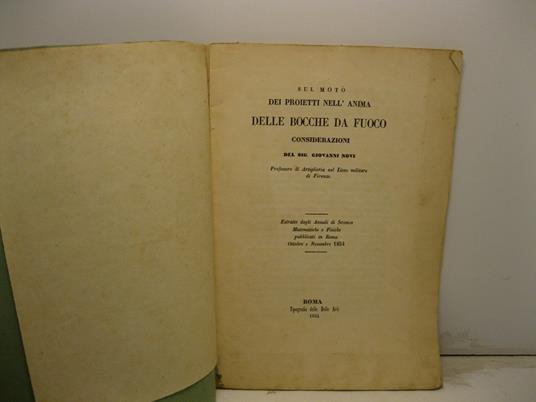 SUL MOTO
DEI PROIETTI NELL' ANIMA
DELLE BOCCHE DA FUOCO
CONSIDERAZIONI
DEL SIG. GIOVANNI NOVI
Professore di Artiglieria nel Liceo militare
di Firenze.
Estratto dagli Annali di Scienze
Matematiche e Fisiche
pubblicati in Roma
Ottobre e Novembre 1854
ROMA
Tipografia delle Belle Arti
1854